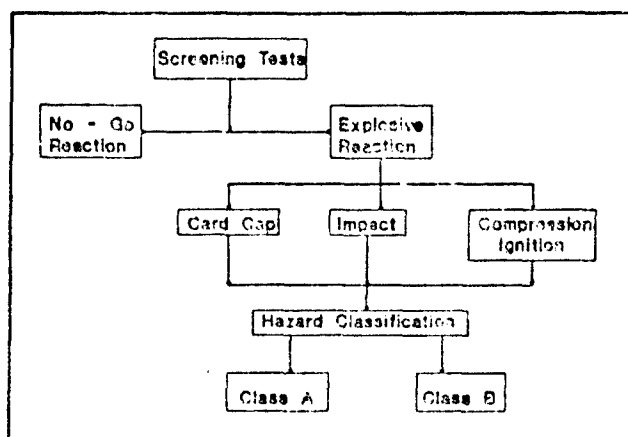 Screening Tests
No - Go
Reaction
Explosive
Reaction
Card Gap
Impact
Compression
Ignition
Hazard Classification
Class A
Class B